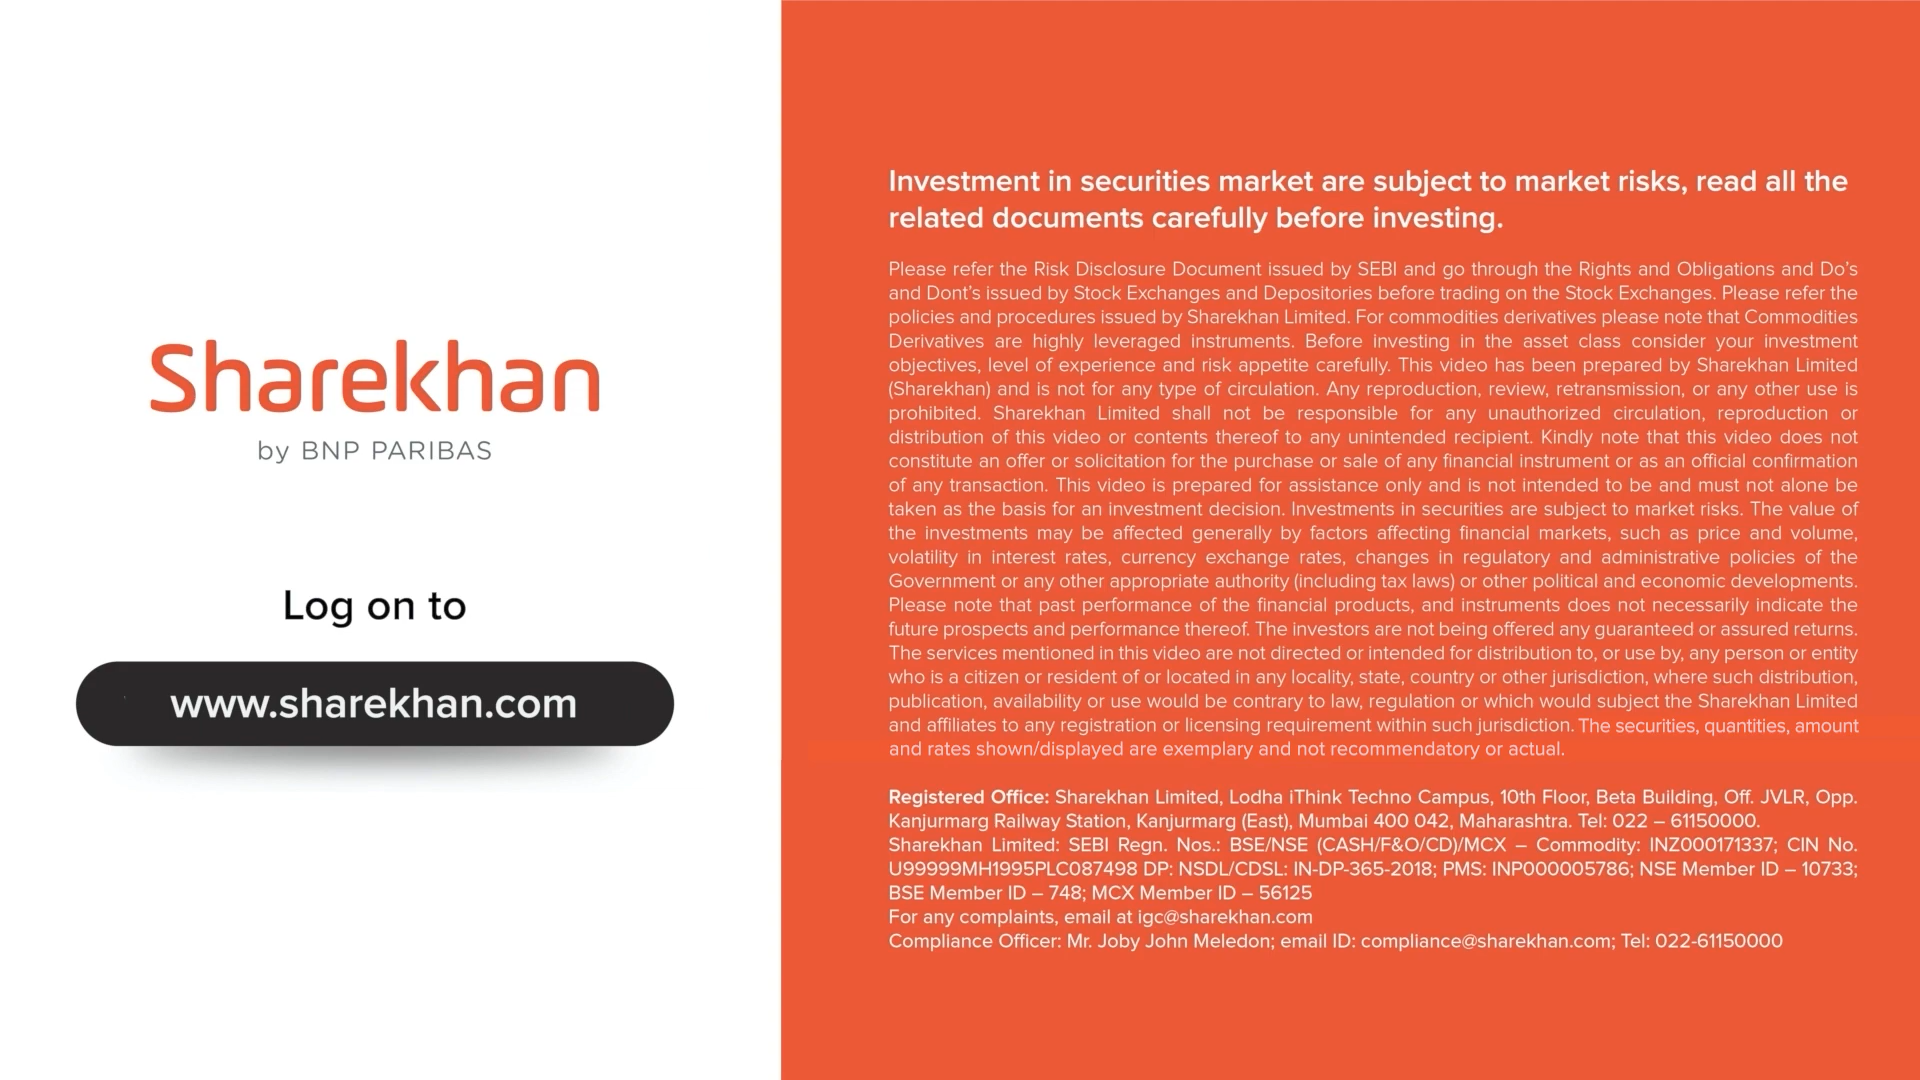 Sharekhan
by BNP PARIBAS
Log on to
www.sharekhan.com
Investment in securities market are subject to market risks, read all the
related documents carefully before investing.
Please refer the Risk Disclosure Document issued by SEBI and go through the Rights and Obligations and Do's
and Dont's issued by Stock Exchanges and Depositories before trading on the Stock Exchanges. Please refer the
policies and procedures issued by Sharekhan Limited. For commodities derivatives please note that Commodities
Derivatives are highly leveraged instruments. Before investing in the asset class consider your investment
objectives, level of experience and risk appetite carefully. This video has been prepared by Sharekhan Limited
(Sharekhan) and is not for any type of circulation. Any reproduction, review, retransmission, or any other use is
prohibited. Sharekhan Limited shall not be responsible for any unauthorized circulation, reproduction or
distribution of this video or contents thereof to any unintended recipient. Kindly note that this video does not
constitute an offer or solicitation for the purchase or sale of any financial instrument or as an official confirmation
of any transaction. This video is prepared for assistance only and is not intended to be and must not alone be
taken as the basis for an investment decision. Investments in securities are subject to market risks. The value of
the investments may be affected generally by factors affecting financial markets, such as price and volume,
volatility in interest rates, currency exchange rates, changes in regulatory and administrative policies of the
Government or any other appropriate authority (including tax laws) or other political and economic developments.
Please note that past performance of the financial products, and instruments does not necessarily indicate the
future prospects and performance thereof. The investors are not being offered any guaranteed or assured returns.
The services mentioned in this video are not directed or intended for distribution to, or use by, any person or entity
who is a citizen or resident of or located in any locality, state, country or other jurisdiction, where such distribution,
publication, availability or use would be contrary to law, regulation or which would subject the Sharekhan Limited
and affiliates to any registration or licensing requirement within such jurisdiction. The securities, quantities, amount
and rates shown/displayed are exemplary and not recommendatory or actual.
Registered Office: Sharekhan Limited, Lodha iThink Techno Campus, 10th Floor, Beta Building, Off. JVLR, Opp.
Kanjurmarg Railway Station, Kanjurmarg (East), Mumbai 400 042, Maharashtra. Tel: 022 – 61150000.
Sharekhan Limited: SEBI Regn. Nos.: BSE/NSE (CASH/F&O/CD)/MCX – Commodity: INZ000171337; CIN No.
U99999MH1995PLC087498 DP: NSDL/CDSL: IN-DP-365-2018; PMS: INP000005786; NSE Member ID – 10733;
BSE Member ID – 748; MCX Member ID – 56125
For any complaints, email at igc@sharekhan.com
Compliance Officer: Mr. Joby John Meledon; email ID: compliance@sharekhan.com; Tel: 022-61150000